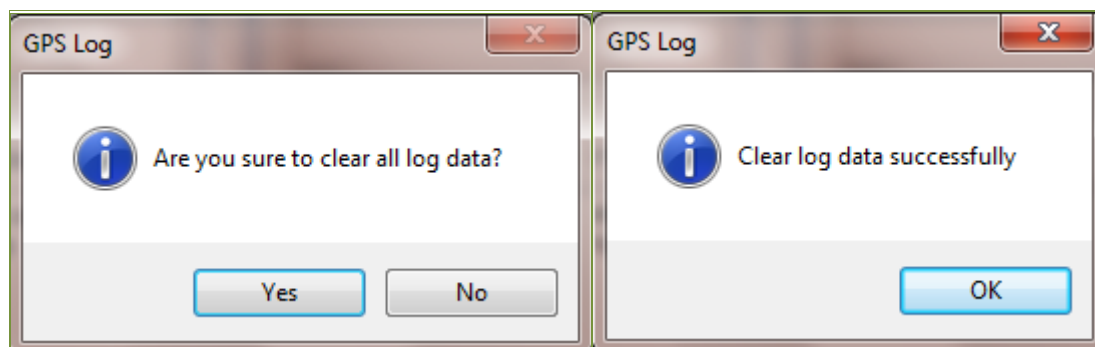 GPS Log
Are you sure to clear all log data?
Yes
No
GPS Log
Clear log data successfully
OK